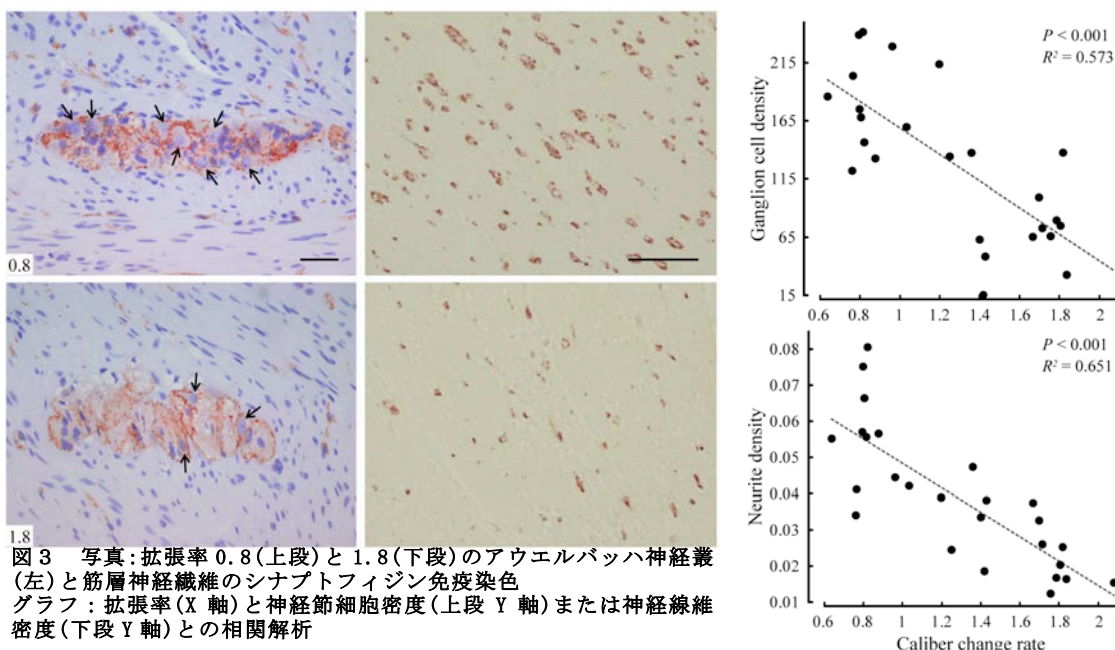 0.8
1.8
図3 写真:拡張率0.8(上段)と1.8(下段)のアウエルバッハ神経叢
(左)と筋層神経繊維のシナプトフィジン免疫染色
グラフ：拡張率(X 軸)と神経節細胞密度(上段 Y 軸)または神経線維
密度(下段 Y 軸)との相関解析
P < 0.001
R² = 0.573
Ganglion cell density
215
165
115
65
15
0.6 0.8 1 1.2 1.4 1.6 1.8 2
P < 0.001
R² = 0.651
Neurite density
0.08
0.07
0.06
0.05
0.04
0.03
0.02
0.01
0.6 0.8 1 1.2 1.4 1.6 1.8 2
Caliber change rate